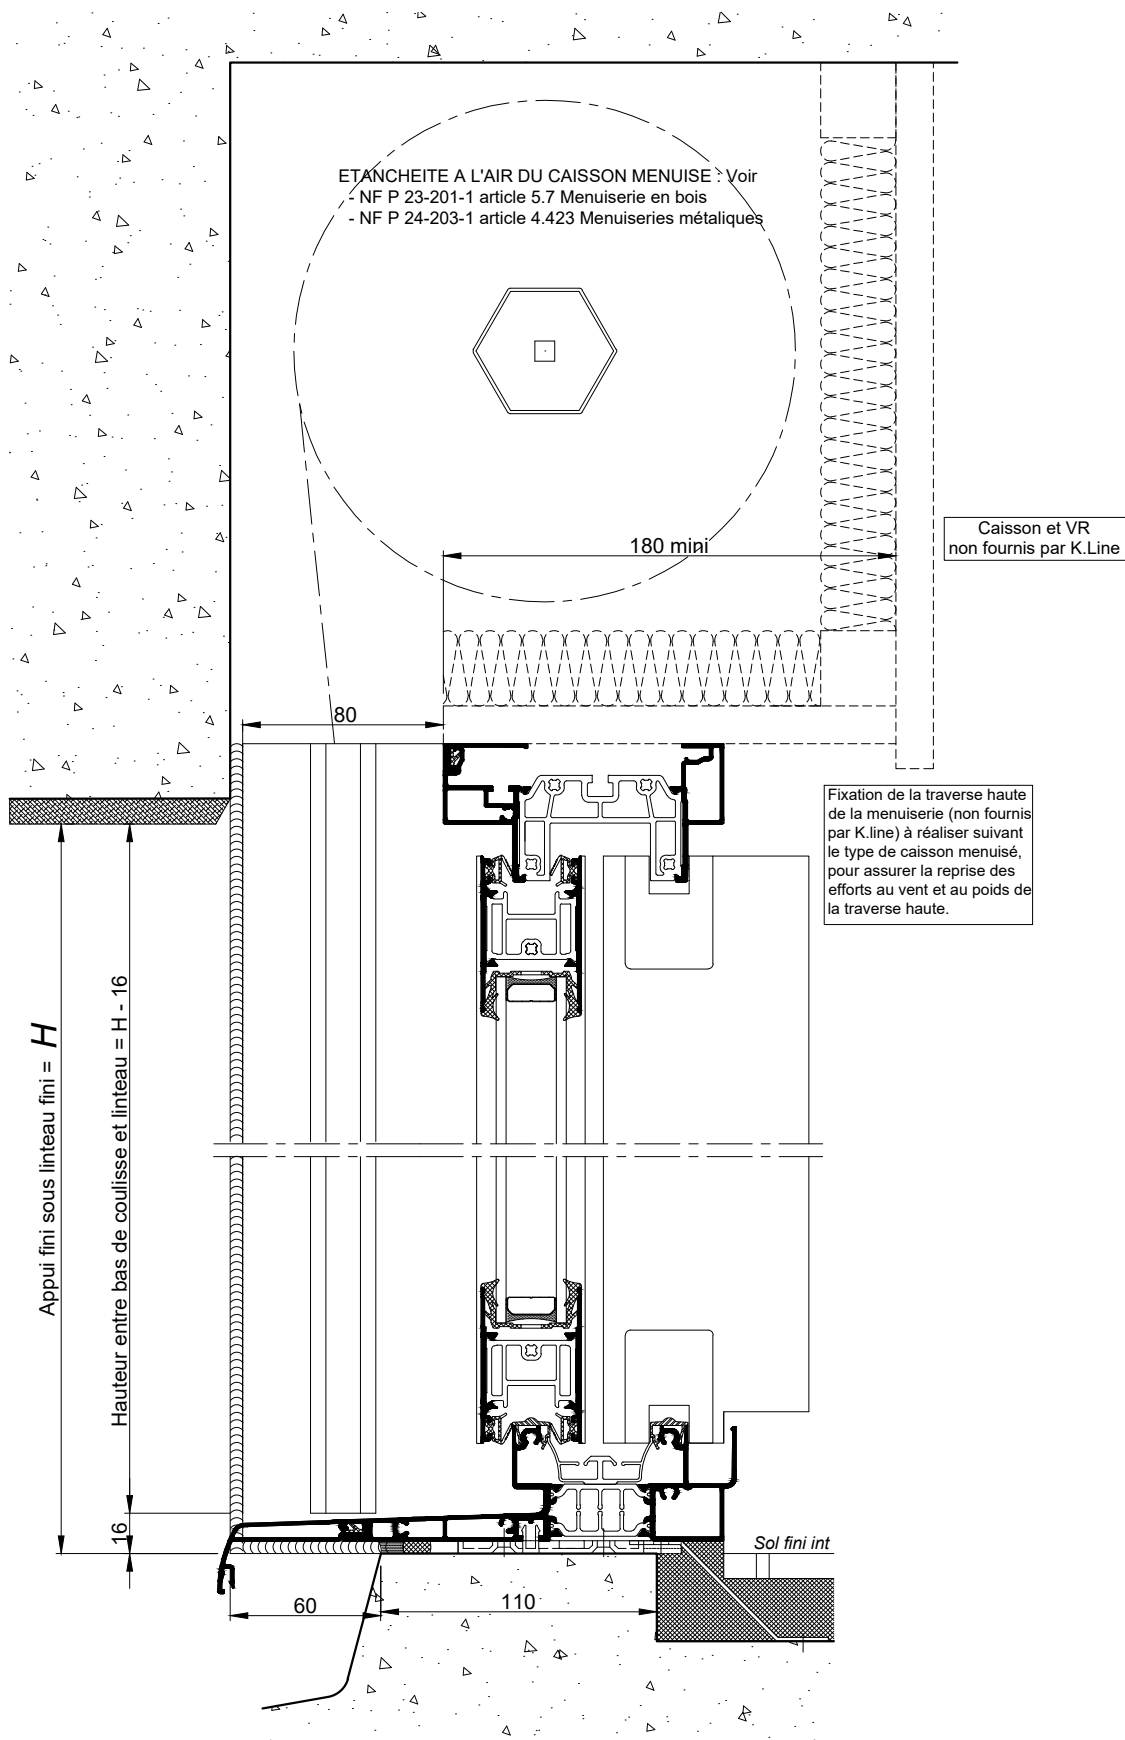 ETANCHEITE A L'AIR DU CAISSON MENUISE : Voir
- NF P 23-201-1 article 5.7 Menuiserie en bois
- NF P 24-203-1 article 4.423 Menuiseries métaliques
180 mini
Caisson et VR
non fournis par K.Line
80
Fixation de la traverse haute
de la menuiserie (non fournis
par K.line) à réaliser suivant
le type de caisson menuisé,
pour assurer la reprise des
efforts au vent et au poids de
la traverse haute.
Appui fini sous linteau fini = H
Hauteur entre bas de coulisse et linteau = H - 16
16
Sol fini int
60
110